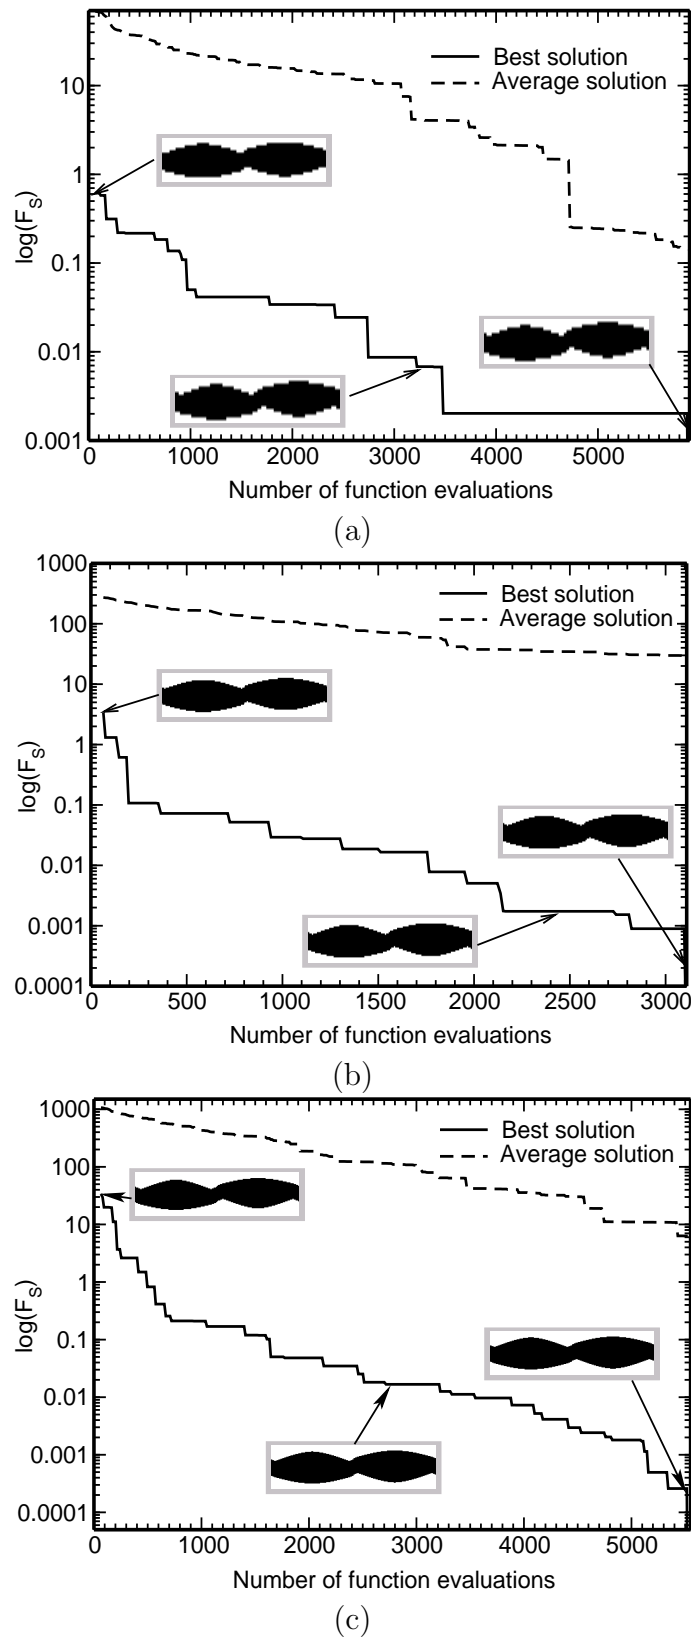 Best solution
Average solution
10
1
0.1
0.01
0.001
log(F_S)
0 1000 2000 3000 4000 5000
Number of function evaluations
(a)
1000
Best solution
Average solution
100
10
1
0.1
0.01
0.001
0.0001
log(F_S)
0 500 1000 1500 2000 2500 3000
Number of function evaluations
(b)
1000
Best solution
Average solution
100
10
1
0.1
0.01
0.001
0.0001
log(F_S)
0 1000 2000 3000 4000 5000
Number of function evaluations
(c)